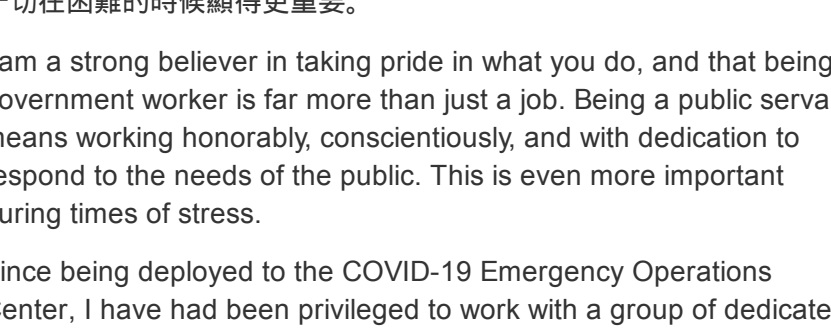 一切在困難的時候顯得更重要。
am a strong believer in taking pride in what you do, and that being
overnment worker is far more than just a job. Being a public serva
neans working honorably, conscientiously, and with dedication to
espond to the needs of the public. This is even more important
uring times of stress.
ince being deployed to the COVID-19 Emergency Operations
Center, I have had been privileged to work with a group of dedicate